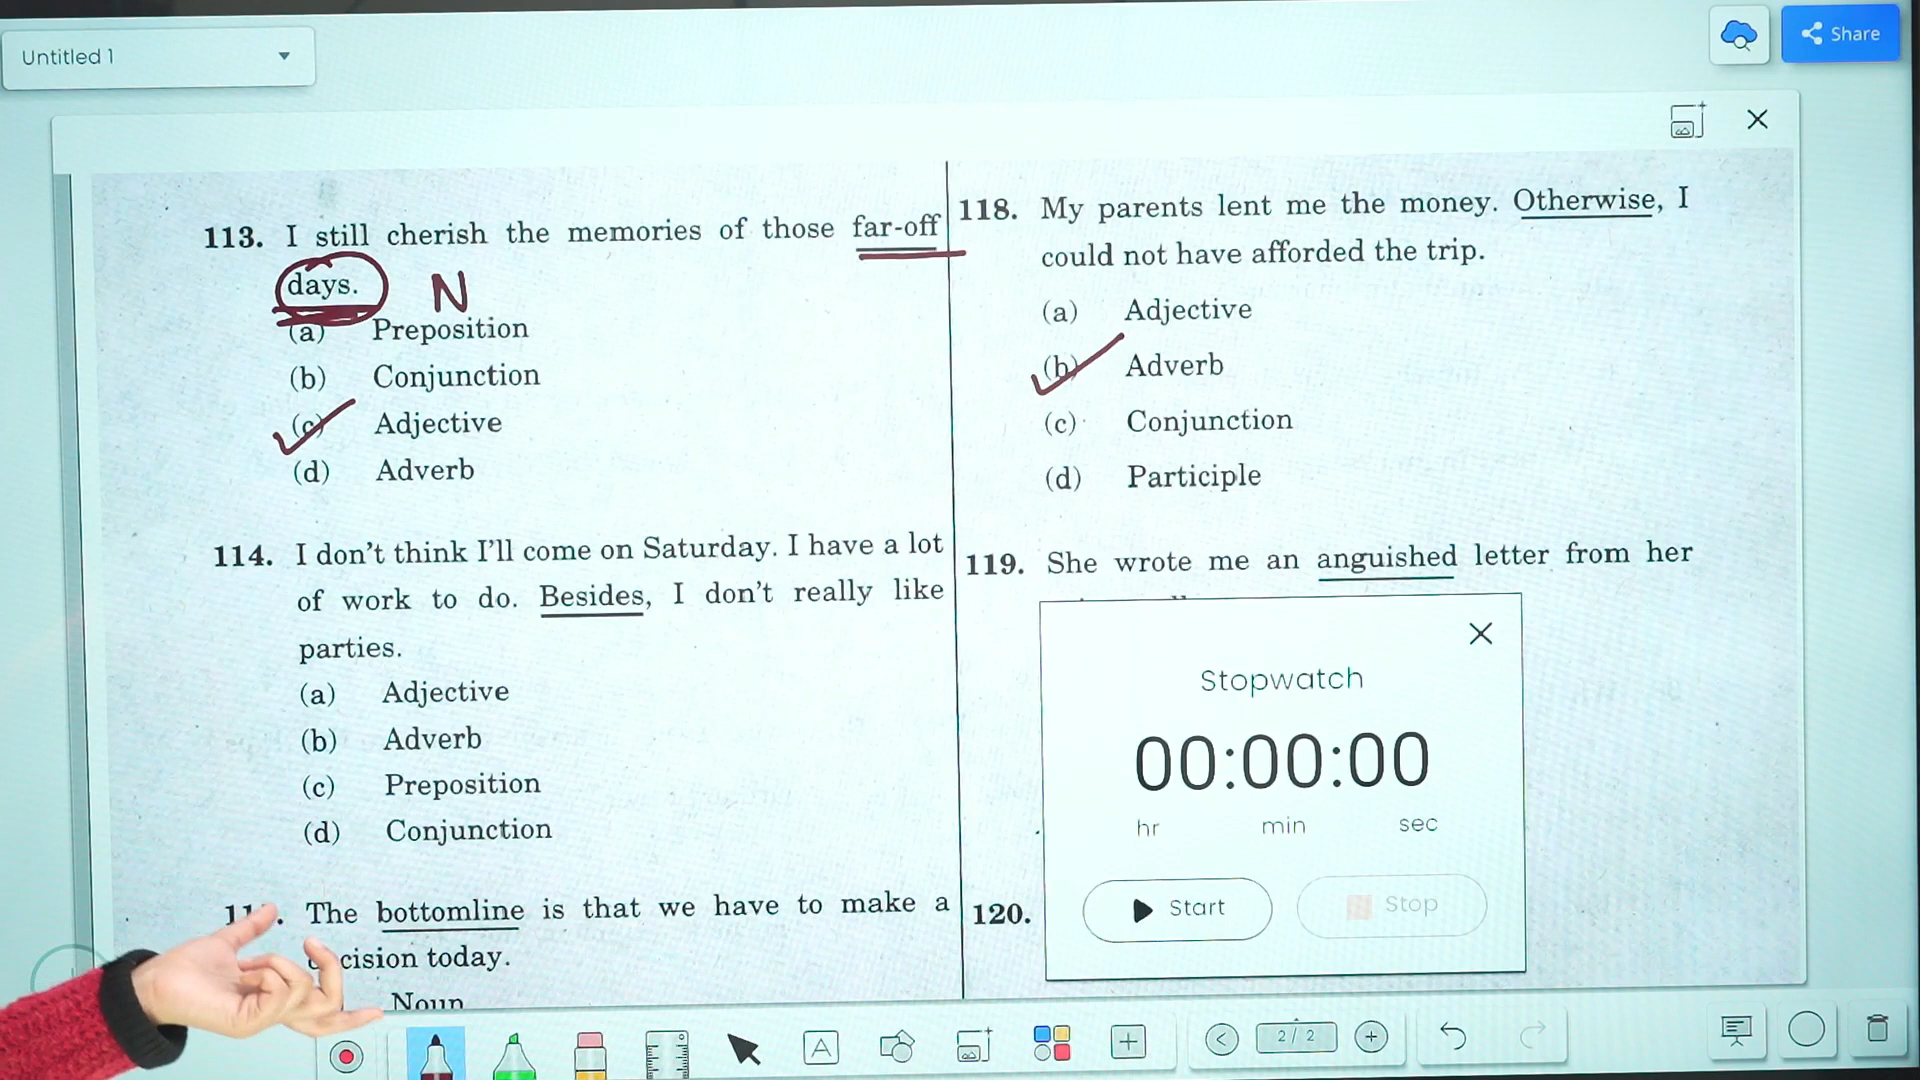 Untitled 1
Share
113. I still cherish the memories of those far-off
days. N
(a) Preposition
(b) Conjunction
(c) Adjective
(d) Adverb
114. I don't think I'll come on Saturday. I have a lot
of work to do. Besides, I don't really like
parties.
(a) Adjective
(b) Adverb
(c) Preposition
(d) Conjunction
The bottomline is that we have to make a
cision today.
Noun
118. My parents lent me the money. Otherwise, I
could not have afforded the trip.
(a) Adjective
(b) Adverb
(c) Conjunction
(d) Participle
119. She wrote me an anguished letter from her
120.
Stopwatch
00:00:00
hr min sec
Start Stop
A
2 / 2